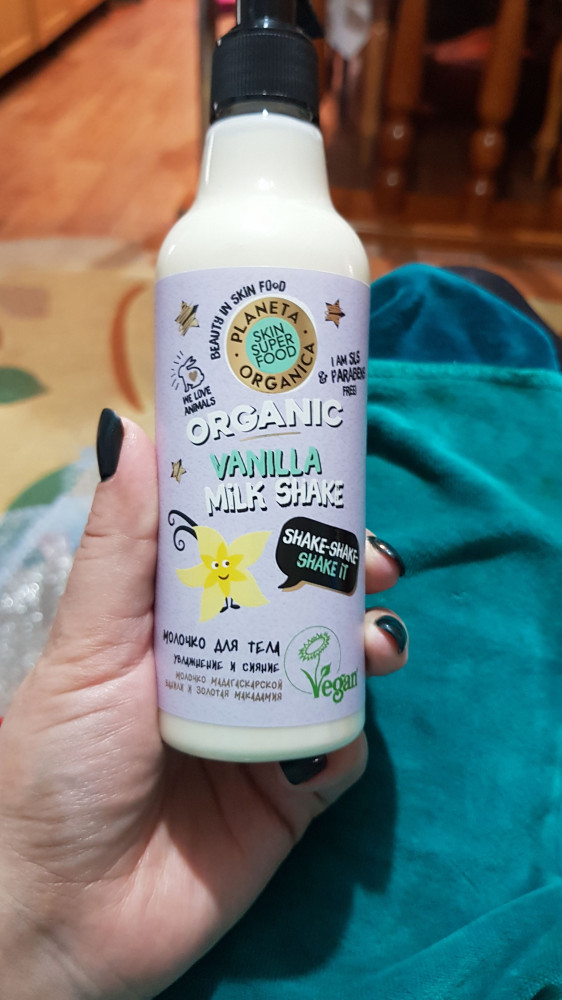 BEAUTY IN SKIN FOOD
PLANETA
SKIN
SUPER
FOOD
ORGANICA
WE LOVE
ANIMALS
I AM SLS
& PARABENS
FREE!
ORGANIC
VANILLA
MILK SHAKE
SHAKE-SHAKE-
SHAKE IT
МОЛОЧКО ДЛЯ ТЕЛА
УВЛАЖНЕНИЕ И СИЯНИЕ
МОЛОЧКО МАДАГАСКАРСКОЙ
ВАНИЛИ И ЗОЛОТАЯ МАКАДАМИЯ
Vegan